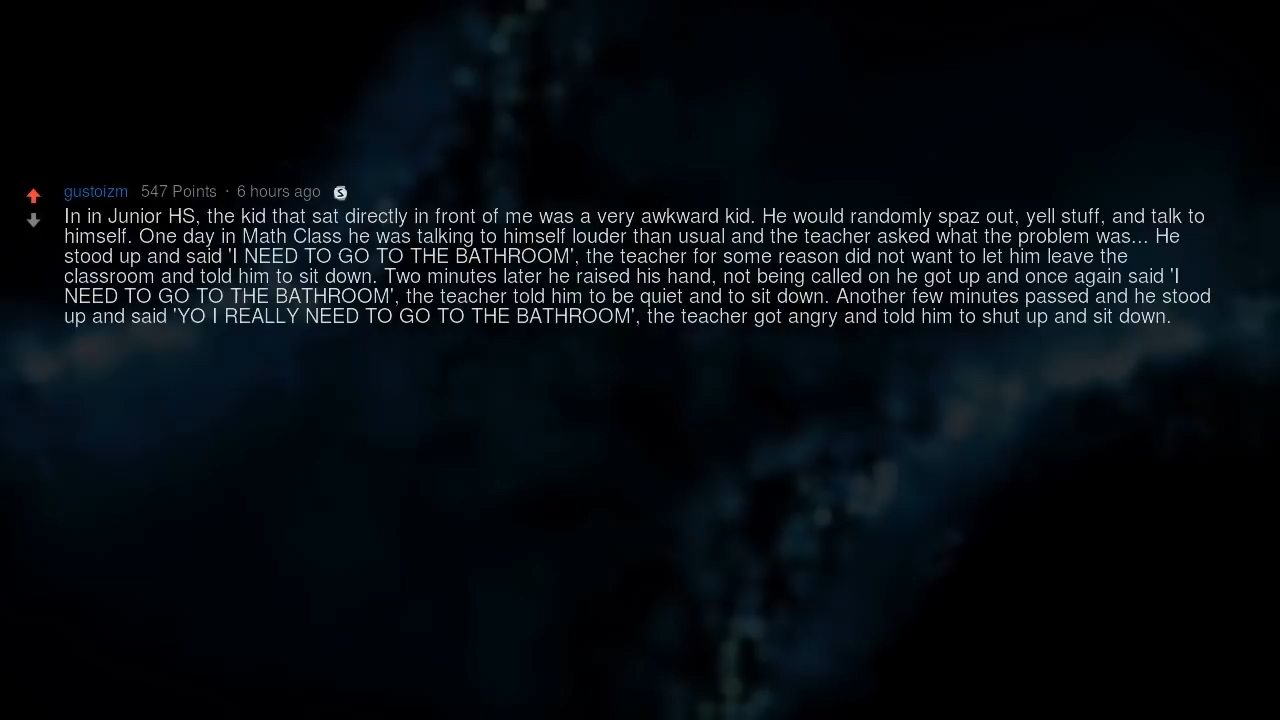 gustoizm 547 Points · 6 hours ago
In in Junior HS, the kid that sat directly in front of me was a very awkward kid. He would randomly spaz out, yell stuff, and talk to
himself. One day in Math Class he was talking to himself louder than usual and the teacher asked what the problem was... He
stood up and said 'I NEED TO GO TO THE BATHROOM', the teacher for some reason did not want to let him leave the
classroom and told him to sit down. Two minutes later he raised his hand, not being called on he got up and once again said 'I
NEED TO GO TO THE BATHROOM', the teacher told him to be quiet and to sit down. Another few minutes passed and he stood
up and said 'YO I REALLY NEED TO GO TO THE BATHROOM', the teacher got angry and told him to shut up and sit down.